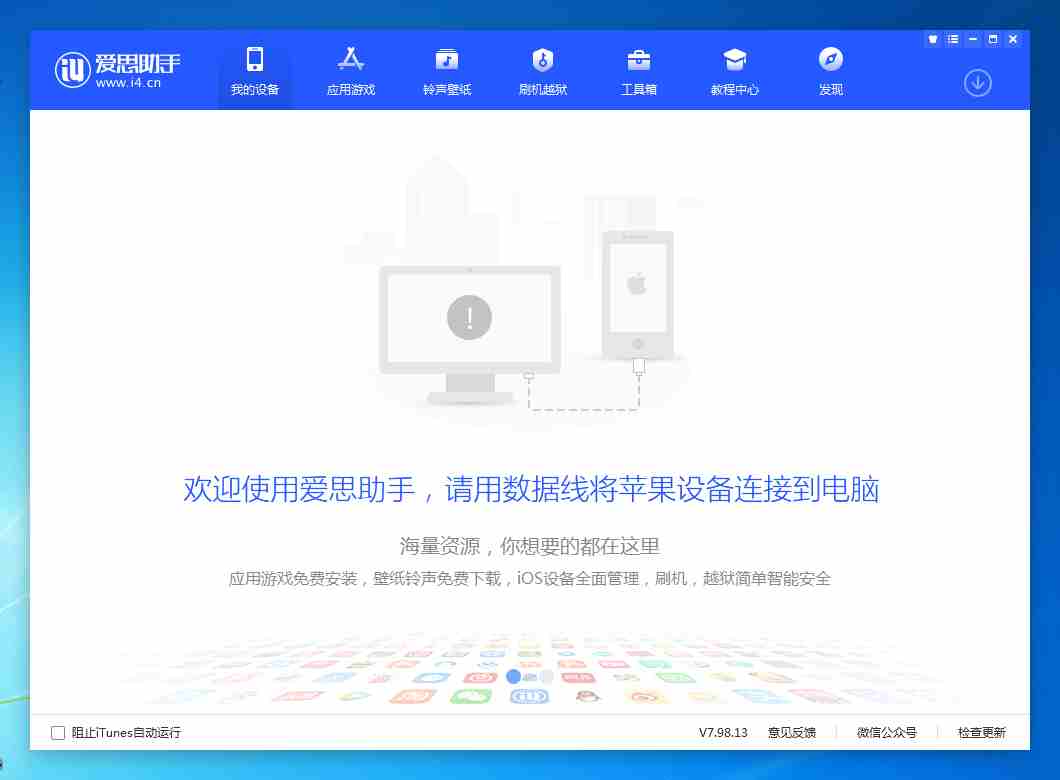 爱思助手
www.i4.cn
我的设备
应用游戏
铃声壁纸
刷机越狱
工具箱
教程中心
发现
欢迎使用爱思助手，请用数据线将苹果设备连接到电脑
海量资源，你想要的都在这里
应用游戏免费安装，壁纸铃声免费下载，iOS设备全面管理，刷机，越狱简单智能安全
阻止iTunes自动运行
V7.98.13
意见反馈
微信公众号
检查更新